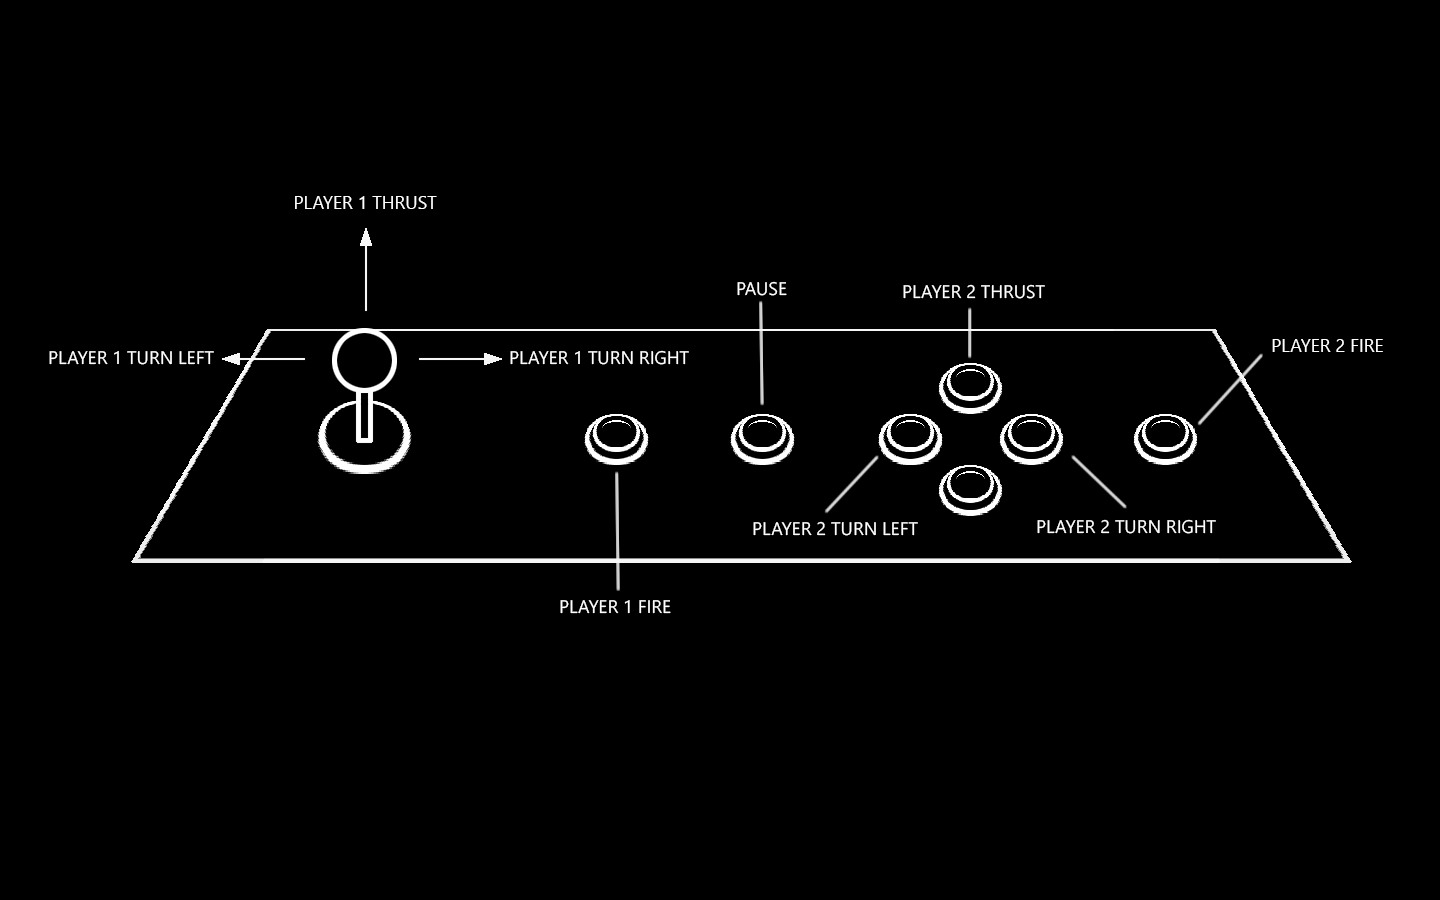 PLAYER 1 THRUST
PAUSE
PLAYER 2 THRUST
PLAYER 2 FIRE
PLAYER 1 TURN LEFT
PLAYER 1 TURN RIGHT
PLAYER 2 TURN LEFT
PLAYER 2 TURN RIGHT
PLAYER 1 FIRE